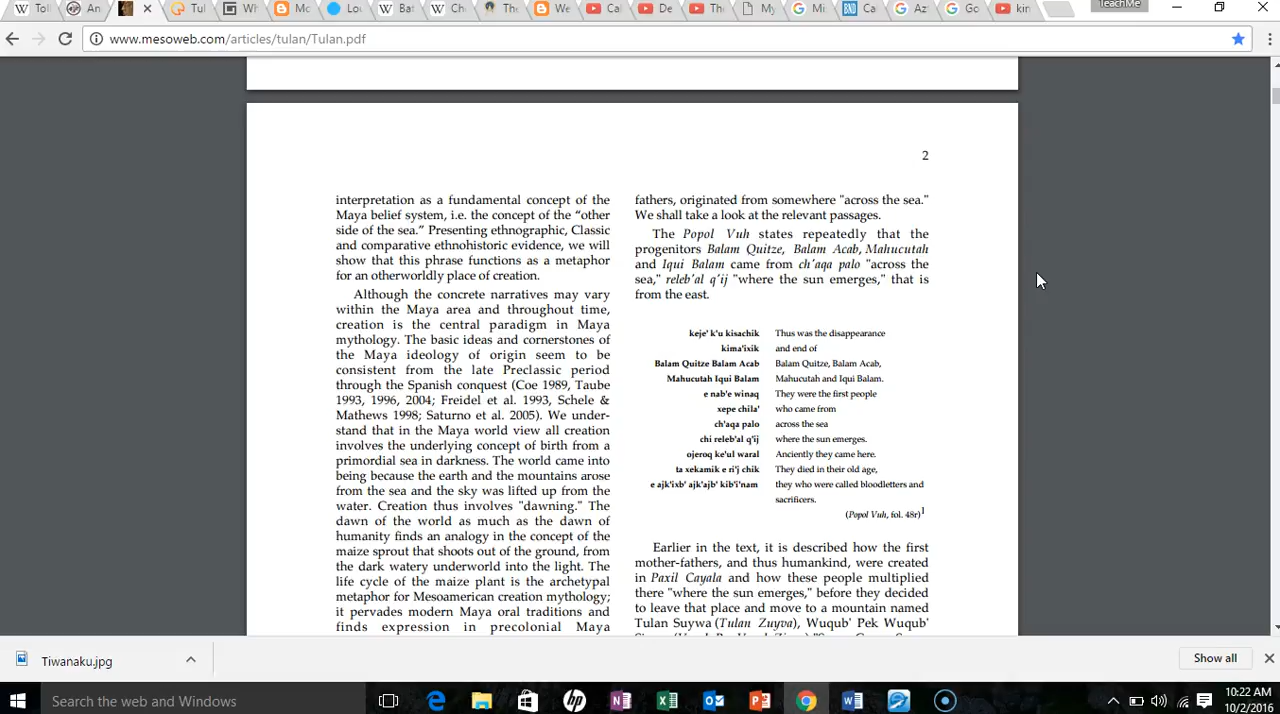 Toll
An
Tul
Wh
Mo
Lo
Ba
Ch
The
We
Cal
De
Th
My
Mi
Ca
Az
Go
kir
TeachMe
www.mesoweb.com/articles/tulan/Tulan.pdf
2
interpretation as a fundamental concept of the
Maya belief system, i.e. the concept of the “other
side of the sea.” Presenting ethnographic, Classic
and comparative ethnohistoric evidence, we will
show that this phrase functions as a metaphor
for an otherworldly place of creation.
Although the concrete narratives may vary
within the Maya area and throughout time,
creation is the central paradigm in Maya
mythology. The basic ideas and cornerstones of
the Maya ideology of origin seem to be
consistent from the late Preclassic period
through the Spanish conquest (Coe 1989, Taube
1993, 1996, 2004; Freidel et al. 1993, Schele &
Mathews 1998; Saturno et al. 2005). We under-
stand that in the Maya world view all creation
involves the underlying concept of birth from a
primordial sea in darkness. The world came into
being because the earth and the mountains arose
from the sea and the sky was lifted up from the
water. Creation thus involves "dawning." The
dawn of the world as much as the dawn of
humanity finds an analogy in the concept of the
maize sprout that shoots out of the ground, from
the dark watery underworld into the light. The
life cycle of the maize plant is the archetypal
metaphor for Mesoamerican creation mythology;
it pervades modern Maya oral traditions and
finds expression in precolonial Maya
fathers, originated from somewhere "across the sea."
We shall take a look at the relevant passages.
The Popol Vuh states repeatedly that the
progenitors Balam Quitze, Balam Acab, Mahucutah
and Iqui Balam came from ch'aqa palo "across the
sea," releb'al q'ij "where the sun emerges," that is
from the east.
keje' k'u kisachik Thus was the disappearance
kima'ixik and end of
Balam Quitze Balam Acab Balam Quitze, Balam Acab,
Mahucutah Iqui Balam Mahucutah and Iqui Balam.
e nab'e winaq They were the first people
xepe chila' who came from
ch'aqa palo across the sea
chi releb'al q'ij where the sun emerges.
ojeroq ke'ul waral Anciently they came here.
ta xekamik e ri'j chik They died in their old age,
e ajk'ixb' ajk'ajb' kib'i'nam they who were called bloodletters and
sacrificers.
(Popol Vuh, fol. 48r)1
Earlier in the text, it is described how the first
mother-fathers, and thus humankind, were created
in Paxil Cayala and how these people multiplied
there "where the sun emerges," before they decided
to leave that place and move to a mountain named
Tulan Suywa (Tulan Zuyva), Wuqub' Pek Wuqub'
Tiwanaku.jpg
Show all
Search the web and Windows
10:22 AM
10/2/2016